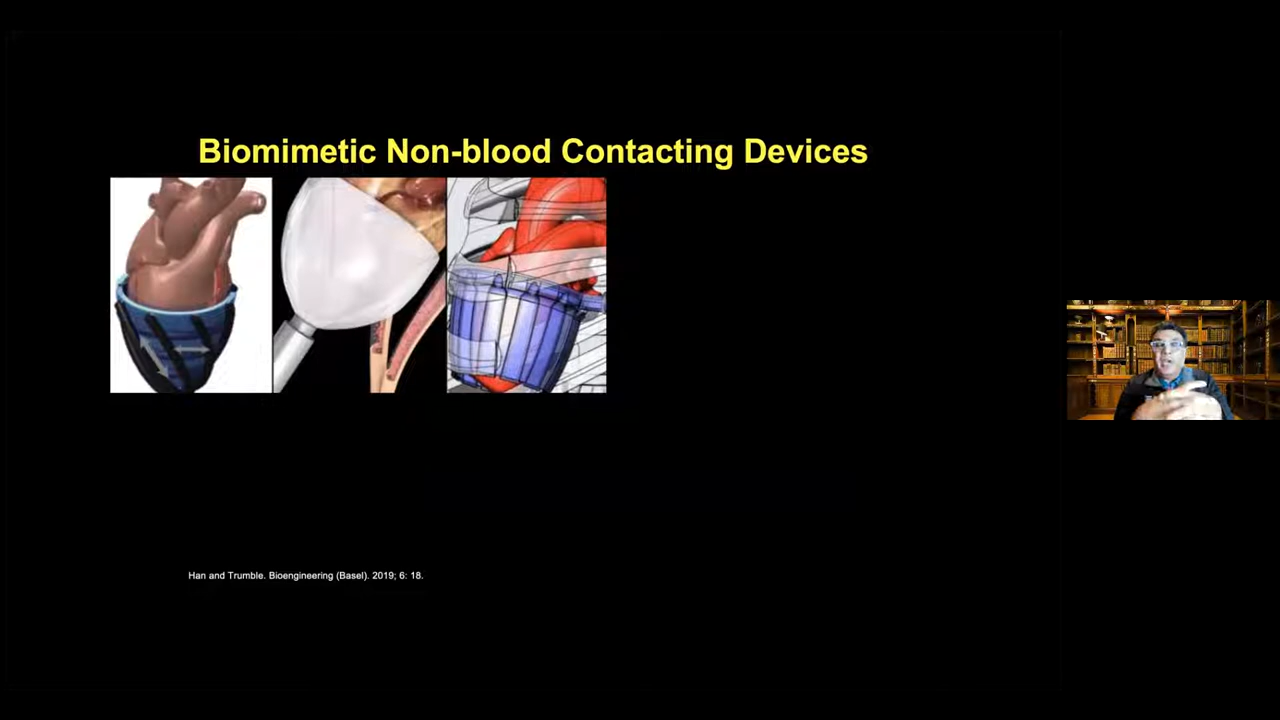 Biomimetic Non-blood Contacting Devices
Han and Trumble. Bioengineering (Basel). 2019; 6: 18.